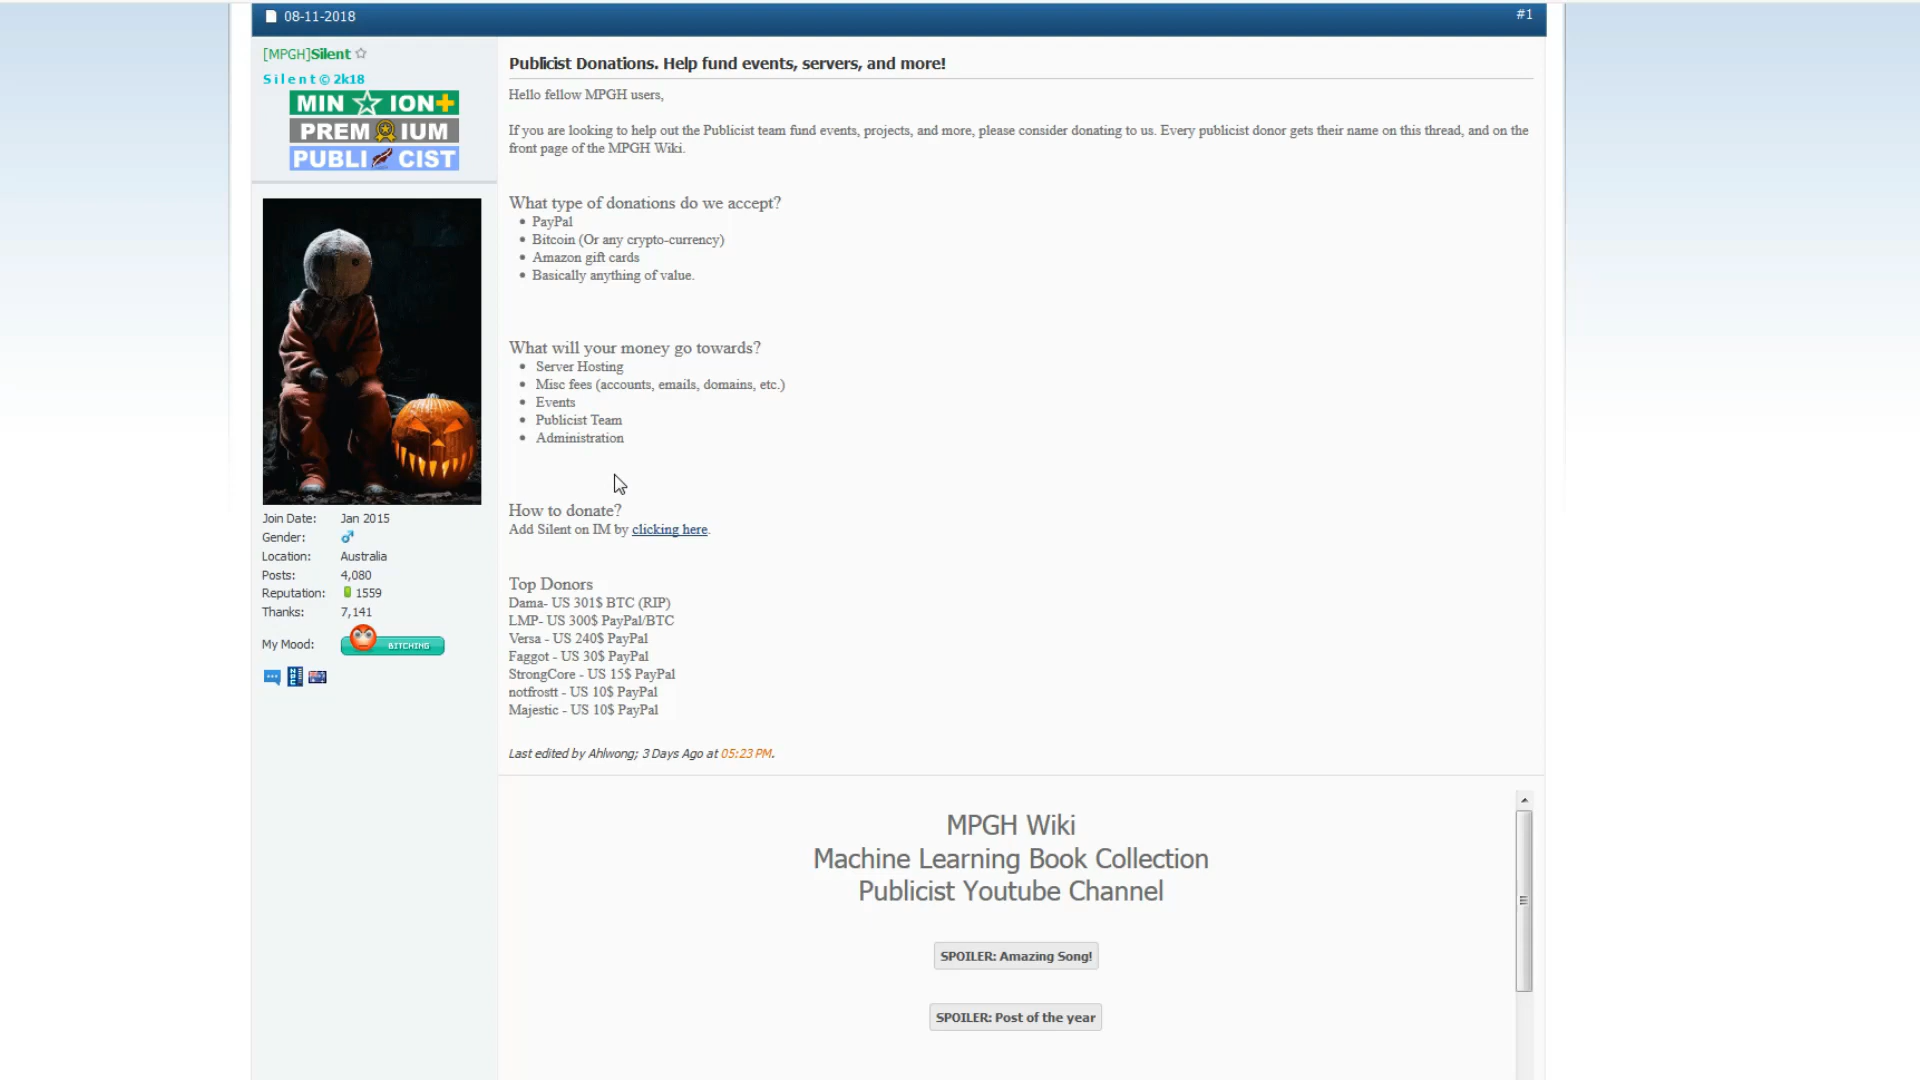 08-11-2018
#1
[MPGH]Silent
S i l e n t © 2k18
MIN ION+
PREM IUM
PUBLI CIST
Join Date: Jan 2015
Gender:
Location: Australia
Posts: 4,080
Reputation: 1559
Thanks: 7,141
My Mood: BITCHING
Publicist Donations. Help fund events, servers, and more!
Hello fellow MPGH users,
If you are looking to help out the Publicist team fund events, projects, and more, please consider donating to us. Every publicist donor gets their name on this thread, and on the
front page of the MPGH Wiki.
What type of donations do we accept?
PayPal
Bitcoin (Or any crypto-currency)
Amazon gift cards
Basically anything of value.
What will your money go towards?
Server Hosting
Misc fees (accounts, emails, domains, etc.)
Events
Publicist Team
Administration
How to donate?
Add Silent on IM by clicking here.
Top Donors
Dama- US 301$ BTC (RIP)
LMP- US 300$ PayPal/BTC
Versa - US 240$ PayPal
Faggot - US 30$ PayPal
StrongCore - US 15$ PayPal
notfrostt - US 10$ PayPal
Majestic - US 10$ PayPal
Last edited by Ahlwong; 3 Days Ago at 05:23 PM.
MPGH Wiki
Machine Learning Book Collection
Publicist Youtube Channel
SPOILER: Amazing Song!
SPOILER: Post of the year